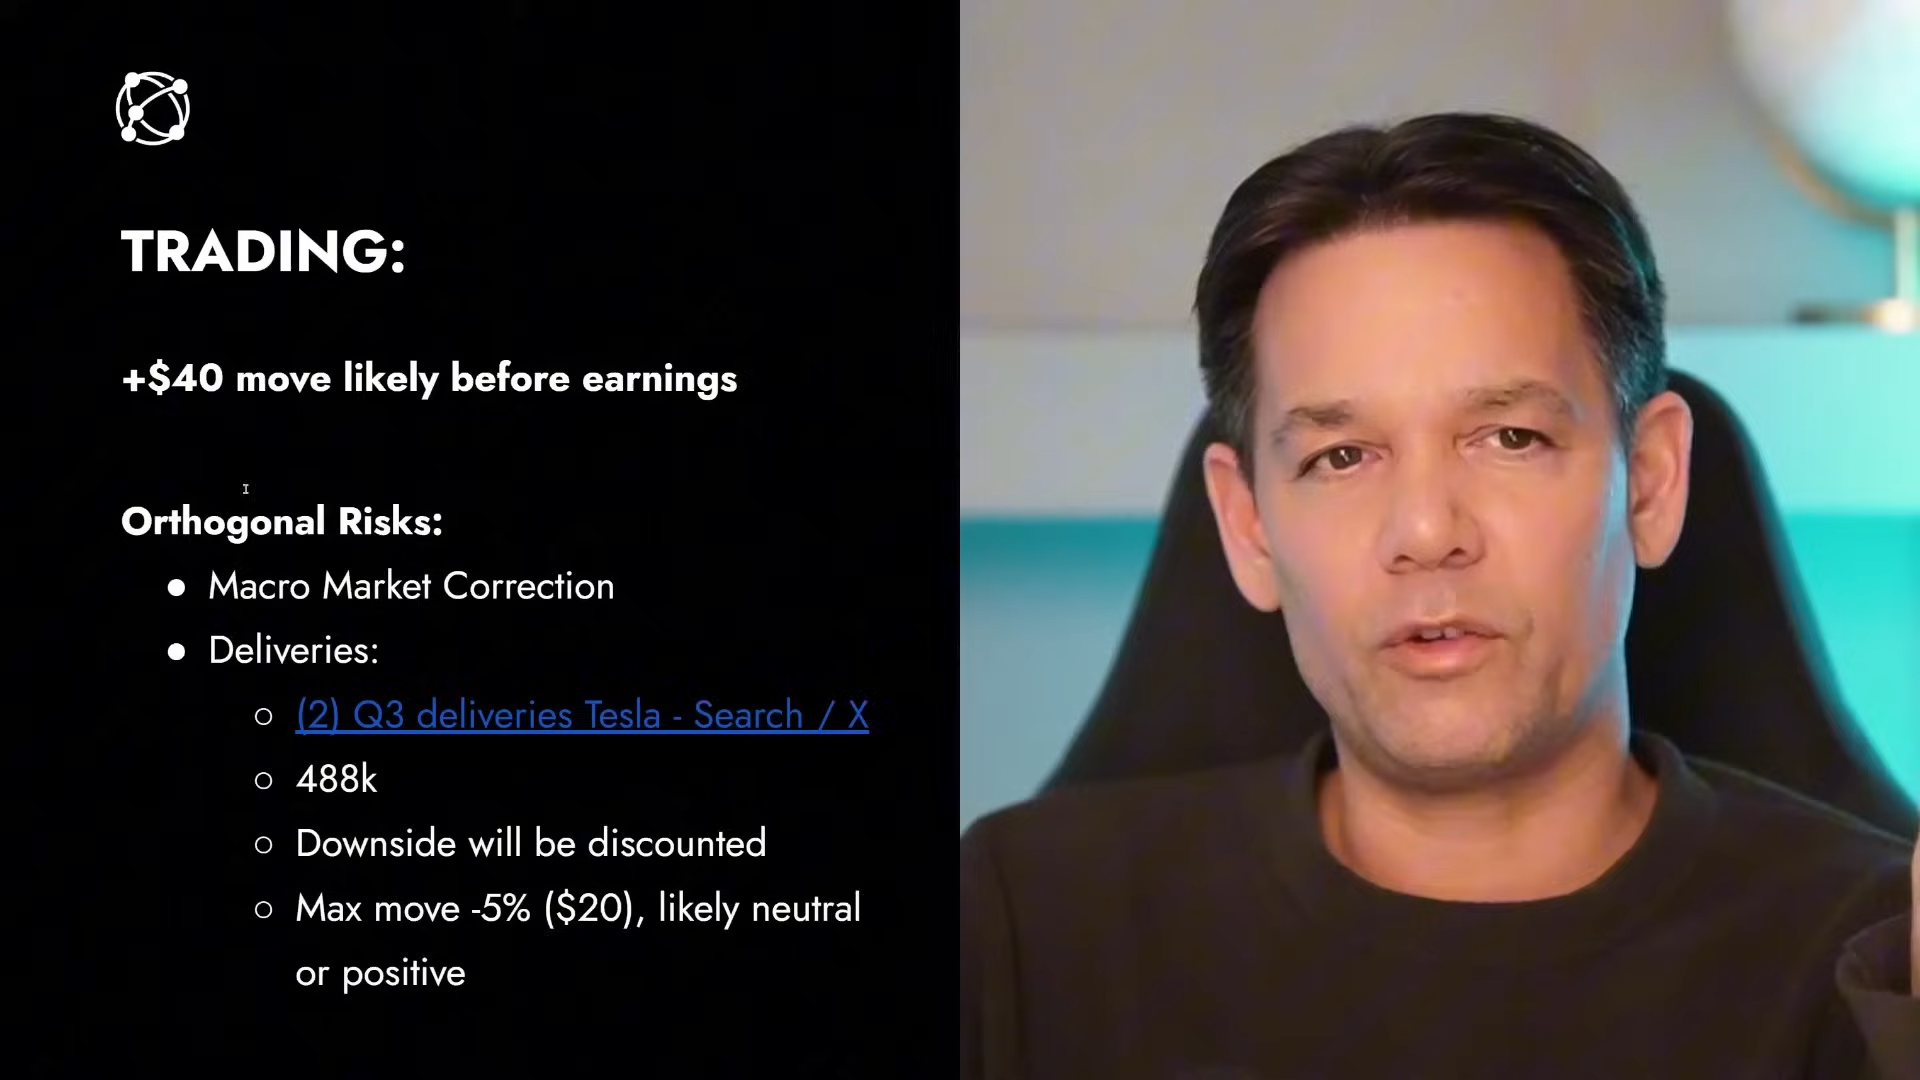 TRADING:
+$40 move likely before earnings
Orthogonal Risks:
● Macro Market Correction
● Deliveries:
○ (2) Q3 deliveries Tesla - Search / X
○ 488k
○ Downside will be discounted
○ Max move -5% ($20), likely neutral
or positive